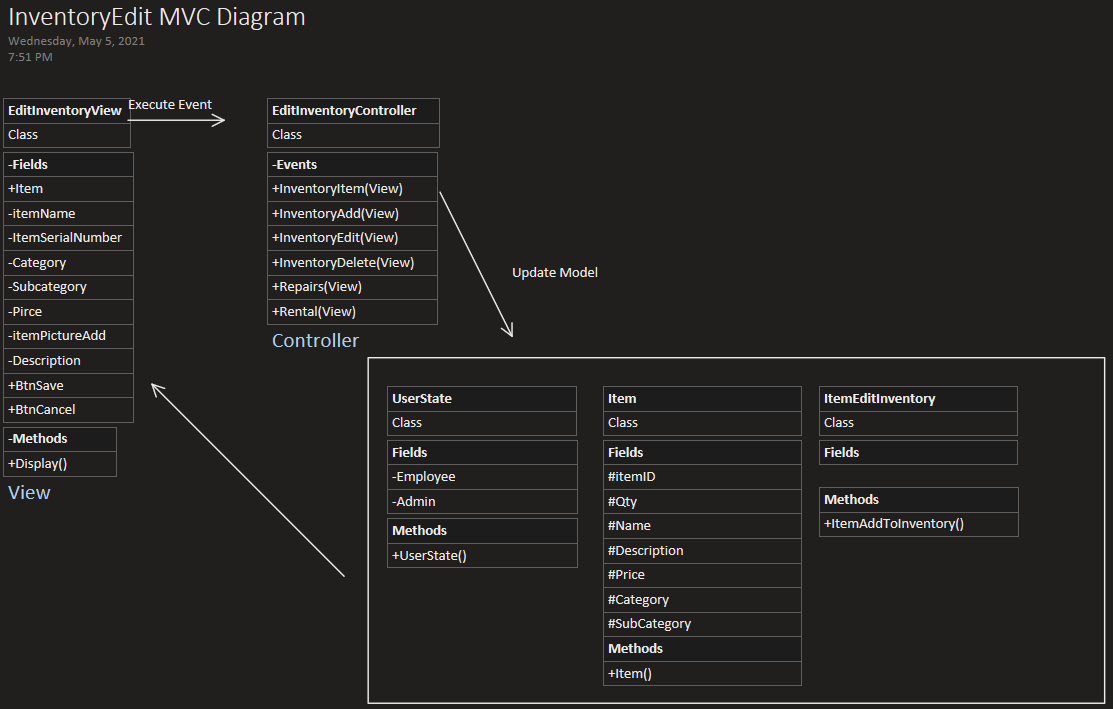 InventoryEdit MVC Diagram
Wednesday, May 5, 2021
7:51 PM
EditInventoryView
Class
-Fields
+Item
-itemName
-ItemSerialNumber
-Category
-Subcategory
-Pirce
-itemPictureAdd
-Description
+BtnSave
+BtnCancel
-Methods
+Display()
View
Execute Event
EditInventoryController
Class
-Events
+InventoryItem(View)
+InventoryAdd(View)
+InventoryEdit(View)
+InventoryDelete(View)
+Repairs(View)
+Rental(View)
Controller
Update Model
UserState
Class
Fields
-Employee
-Admin
Methods
+UserState()
Item
Class
Fields
#itemID
#Qty
#Name
#Description
#Price
#Category
#SubCategory
Methods
+Item()
ItemEditInventory
Class
Fields
Methods
+ItemAddToInventory()